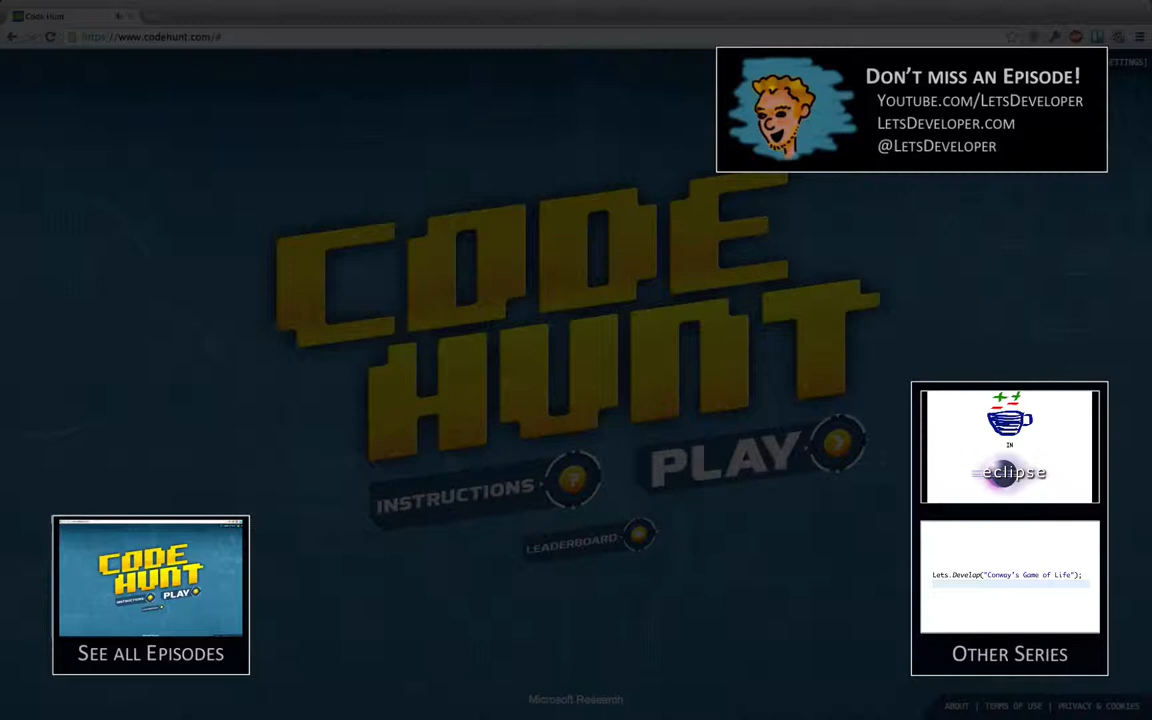 Code Hunt
https://www.codehunt.com/#
ETTINGS]
DON'T MISS AN EPISODE!
YOUTUBE.COM/LETSDEVELOPER
LETSDEVELOPER.COM
@LETSDEVELOPER
CODE
HUNT
PLAY
INSTRUCTIONS
LEADERBOARD
IN
eclipse
Lets.Develop("Conway's Game of Life");
OTHER SERIES
CODE
HUNT
INSTRUCTIONS
PLAY
SEE ALL EPISODES
Microsoft Research
ABOUT | TERMS OF USE | PRIVACY & COOKIES